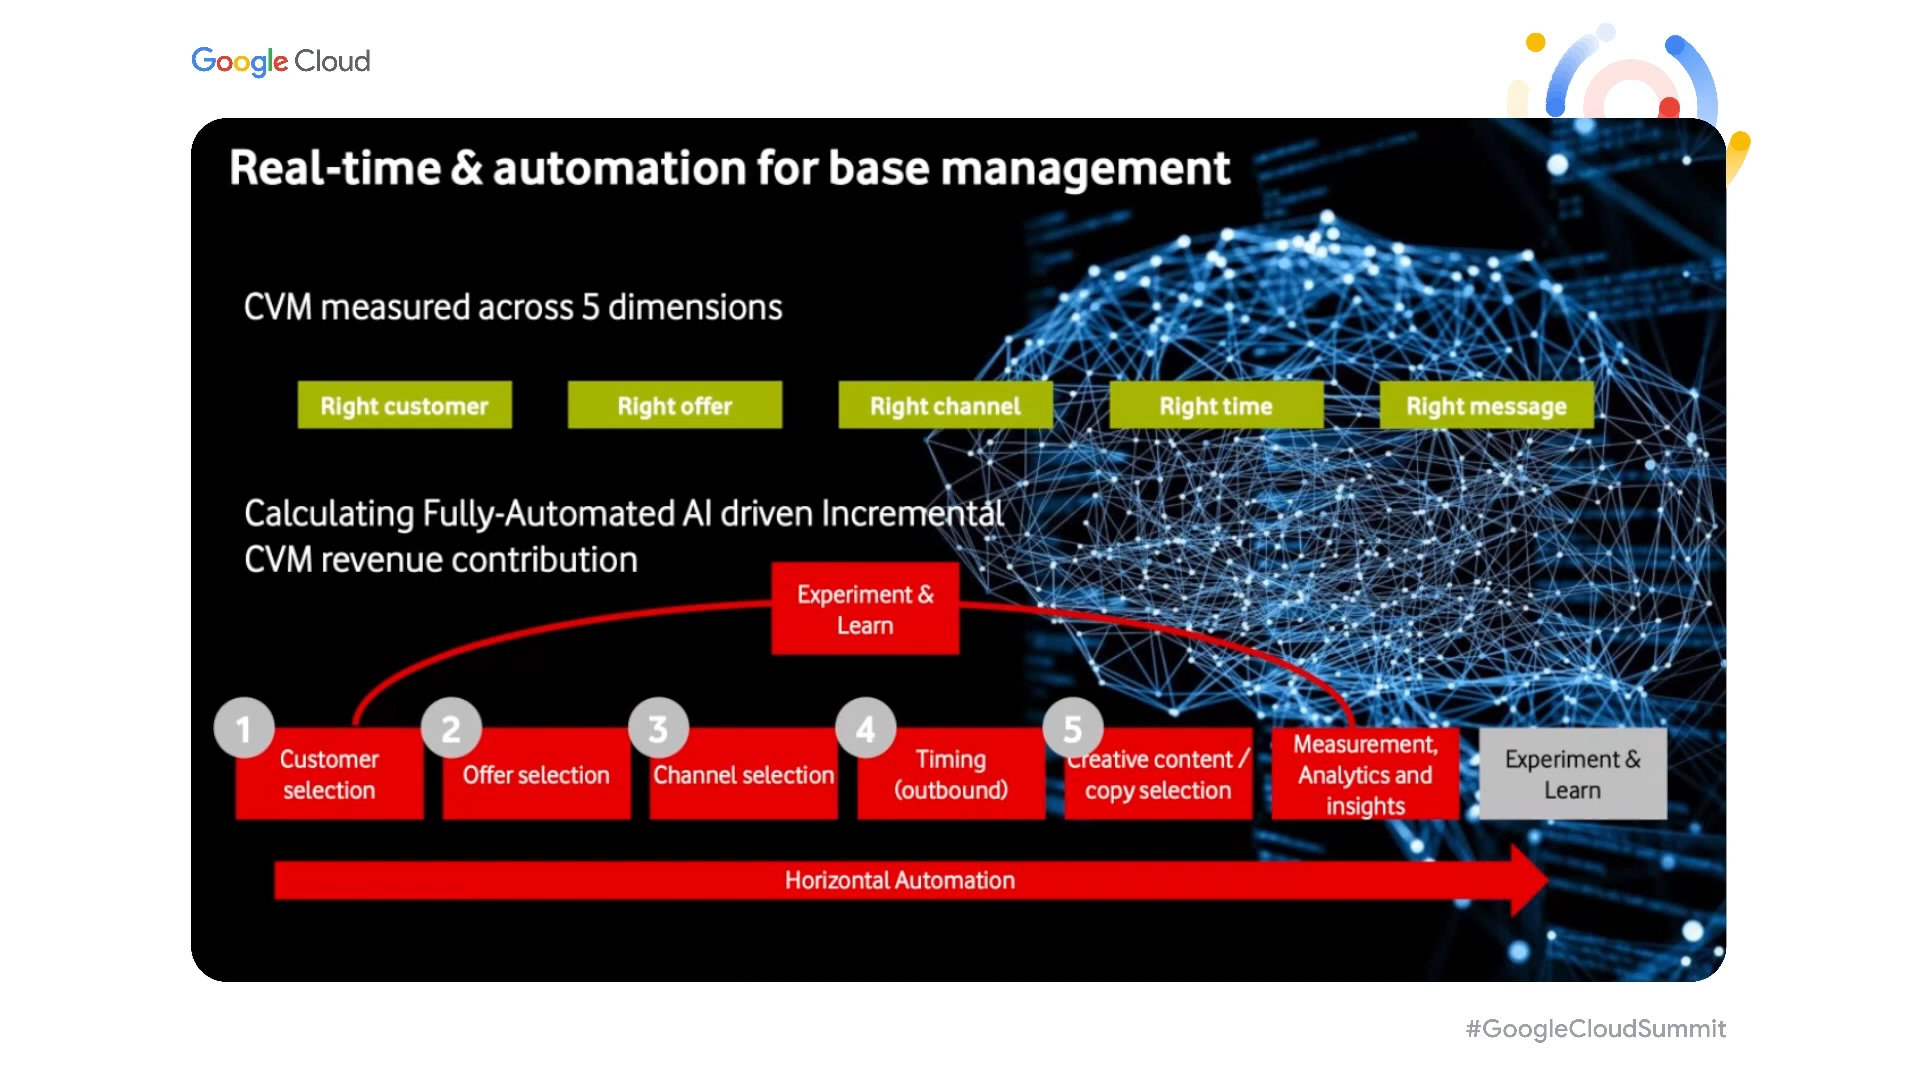 Google Cloud
Real-time & automation for base management
CVM measured across 5 dimensions
Right customer
Right offer
Right channel
Right time
Right message
Calculating Fully-Automated AI driven Incremental
CVM revenue contribution
Experiment &
Learn
1
Customer
selection
2
Offer selection
3
Channel selection
4
Timing
(outbound)
5
Creative content /
copy selection
Measurement,
Analytics and
insights
Experiment &
Learn
Horizontal Automation
#GoogleCloudSummit